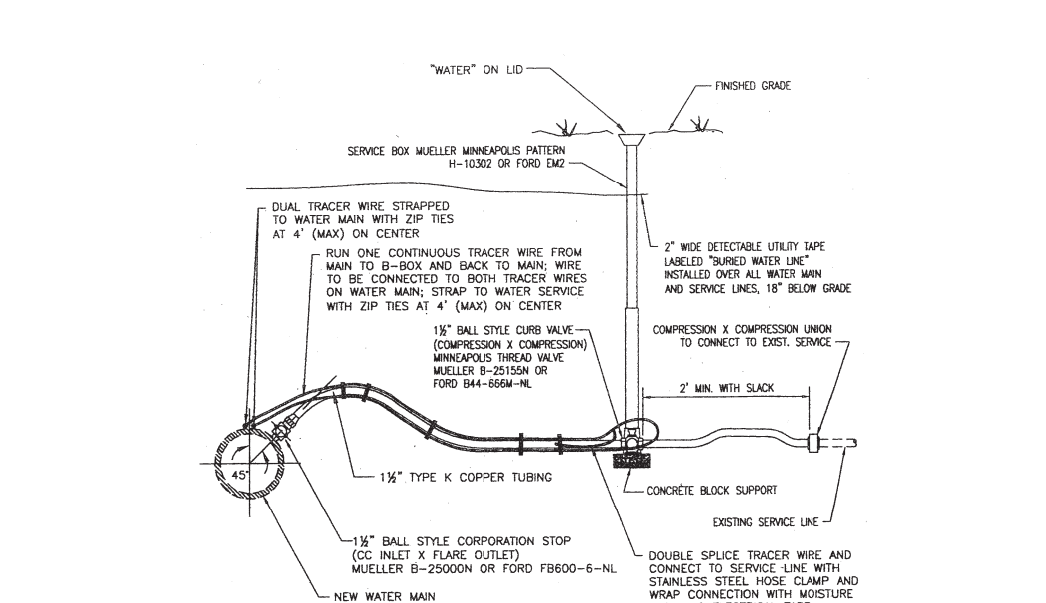 "WATER" ON LID
FINISHED GRADE
SERVICE BOX MUELLER MINNEAPOLIS PATTERN
H-10302 OR FORD EM2
DUAL TRACER WIRE STRAPPED
TO WATER MAIN WITH ZIP TIES
AT 4' (MAX) ON CENTER
RUN ONE CONTINUOUS TRACER WIRE FROM
MAIN TO B-BOX AND BACK TO MAIN; WIRE
TO BE CONNECTED TO BOTH TRACER WIRES
ON WATER MAIN; STRAP TO WATER SERVICE
WITH ZIP TIES AT 4' (MAX) ON CENTER
2" WIDE DETECTABLE UTILITY TAPE
LABELED "BURIED WATER LINE"
INSTALLED OVER ALL WATER MAIN
AND SERVICE LINES, 18" BELOW GRADE
1½" BALL STYLE CURB VALVE
(COMPRESSION X COMPRESSION)
MINNEAPOLIS THREAD VALVE
MUELLER B-25155N OR
FORD B44-666M-NL
COMPRESSION X COMPRESSION UNION
TO CONNECT TO EXIST. SERVICE
2' MIN. WITH SLACK
45°
1½" TYPE K COPPER TUBING
CONCRETE BLOCK SUPPORT
EXISTING SERVICE LINE
1½" BALL STYLE CORPORATION STOP
(CC INLET X FLARE OUTLET)
MUELLER B-25000N OR FORD FB600-6-NL
NEW WATER MAIN
DOUBLE SPLICE TRACER WIRE AND
CONNECT TO SERVICE LINE WITH
STAINLESS STEEL HOSE CLAMP AND
WRAP CONNECTION WITH MOISTURE